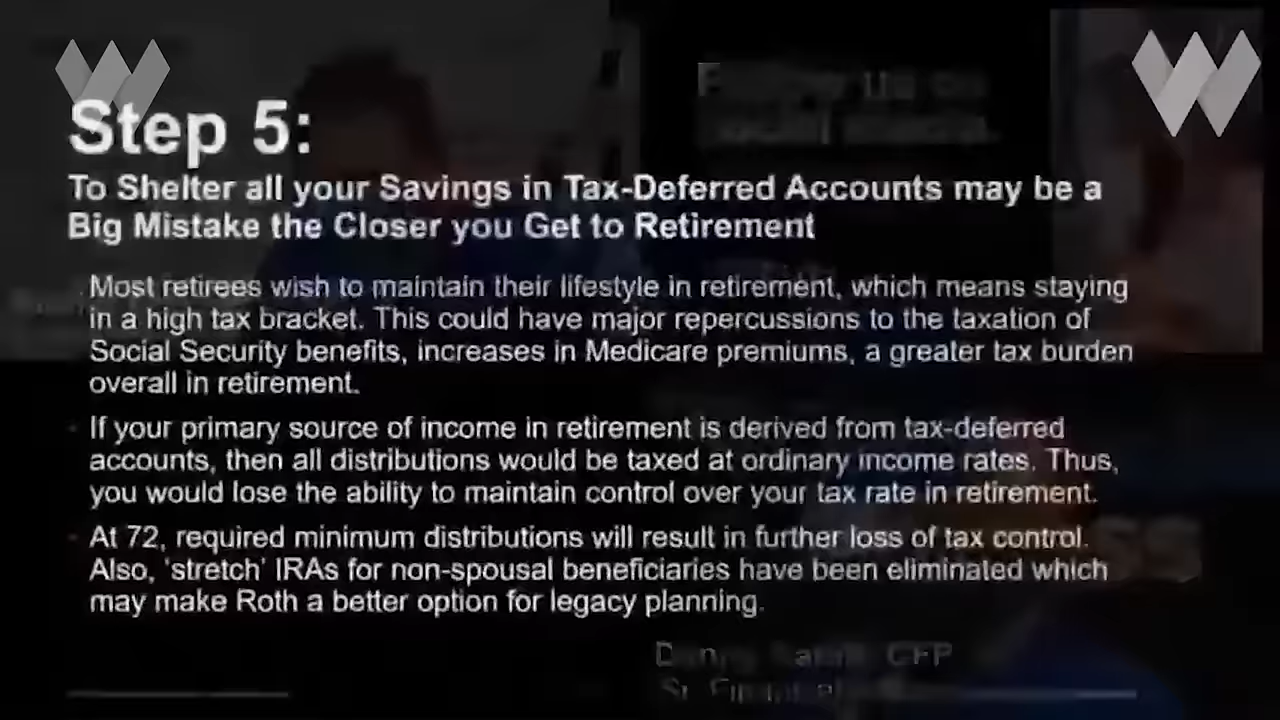 Step 5:
To Shelter all your Savings in Tax-Deferred Accounts may be a
Big Mistake the Closer you Get to Retirement
Most retirees wish to maintain their lifestyle in retirement, which means staying
in a high tax bracket. This could have major repercussions to the taxation of
Social Security benefits, increases in Medicare premiums, a greater tax burden
overall in retirement.
If your primary source of income in retirement is derived from tax-deferred
accounts, then all distributions would be taxed at ordinary income rates. Thus,
you would lose the ability to maintain control over your tax rate in retirement.
At 72, required minimum distributions will result in further loss of tax control.
Also, 'stretch' IRAs for non-spousal beneficiaries have been eliminated which
may make Roth a better option for legacy planning.
CFP